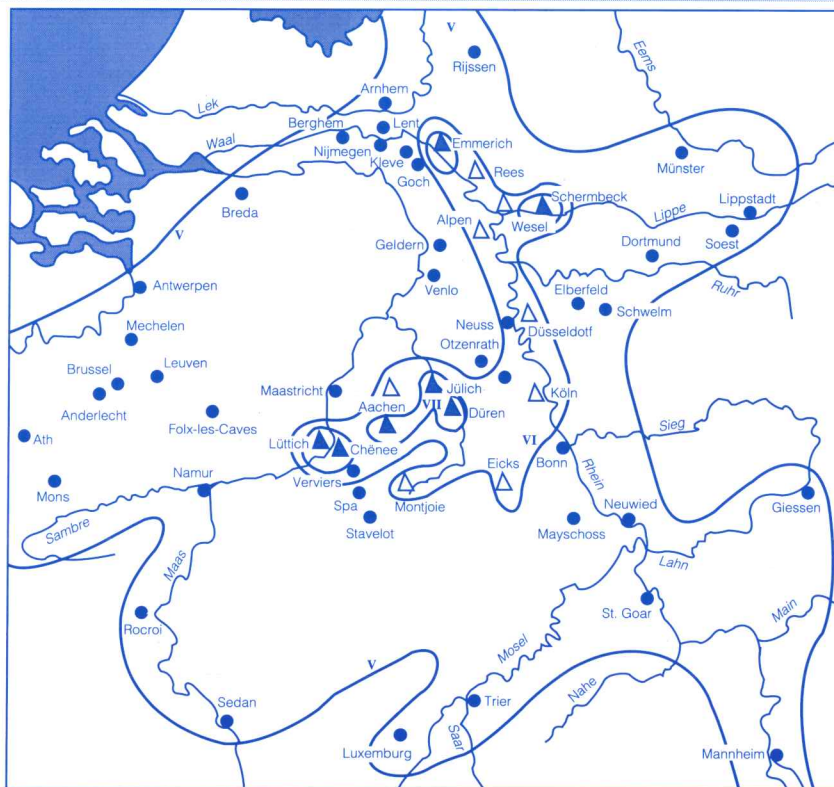 V
Rijssen
Eems
Arnhem
Lek
Lent
Berghem
Emmerich
Waal
Nijmegen
Kleve
Rees
Münster
Goch
Schermbeck
Breda
Lippe
Lippstadt
Alpen
Wesel
V
Soest
Geldern
Dortmund
Venlo
Ruhr
Antwerpen
Elberfeld
Mechelen
Schwelm
Neuss
Düsseldotf
Otzenrath
Brussel
Leuven
Jülich
Maastricht
Köln
Anderlecht
Aachen
VII
Düren
Folx-les-Caves
Sieg
Ath
Lüttich
Chênee
VI
Bonn
Eicks
Rhein
Namur
Verviers
Mons
Montjoie
Spa
Neuwied
Giessen
Sambre
Stavelot
Mayschoss
Maas
Lahn
St. Goar
Main
Rocroi
Mosel
V
Nahe
Sedan
Trier
Luxemburg
Saar
Mannheim